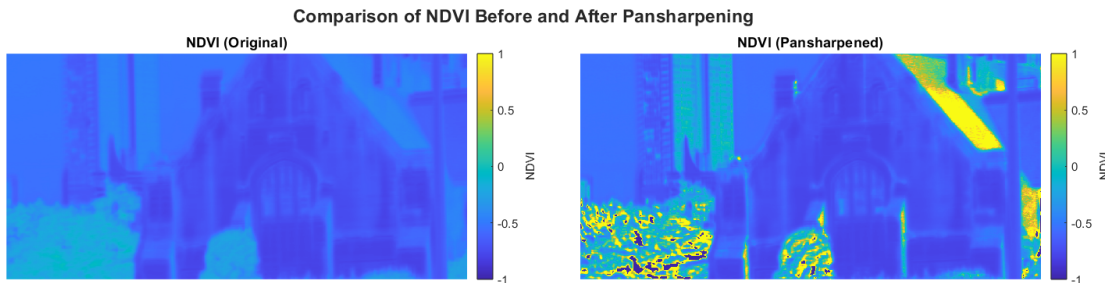 Comparison of NDVI Before and After Pansharpening
NDVI (Original)
1
0.5
0
-0.5
-1
NDVI
NDVI (Pansharpened)
1
0.5
0
-0.5
-1
NDVI